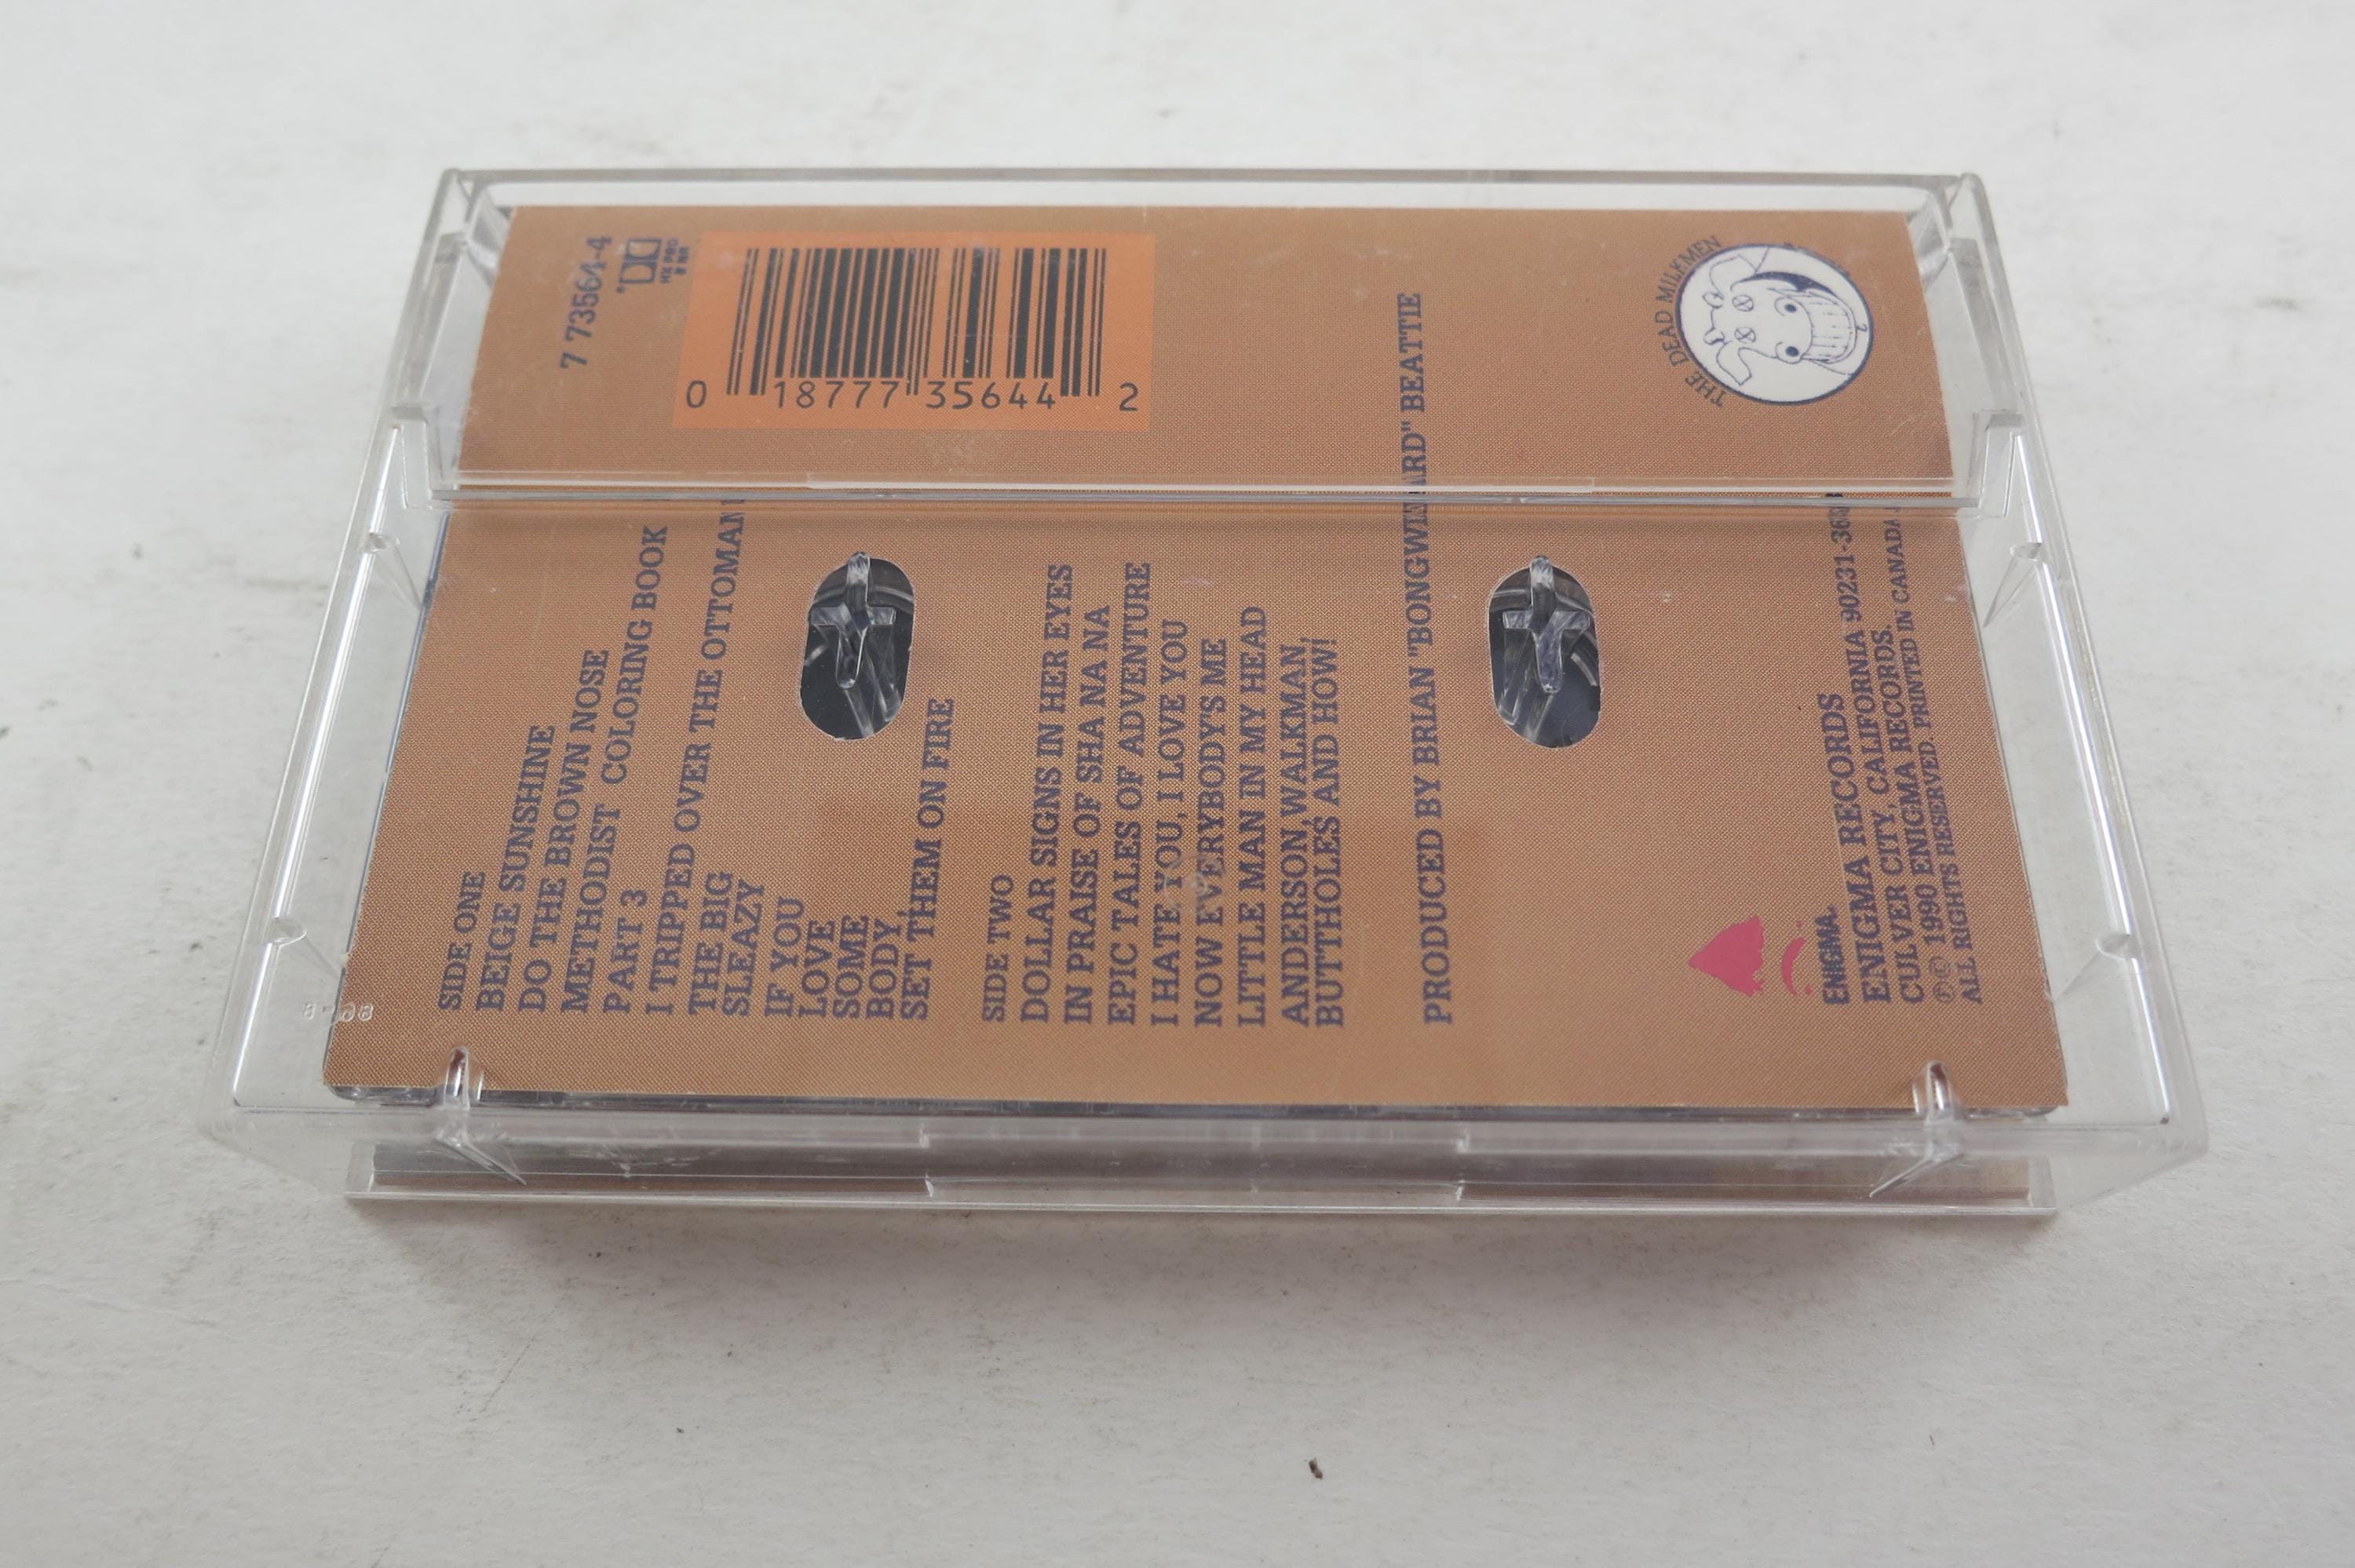 SIDE ONE
BEIGE SUNSHINE
DO THE BROWN NOSE
METHODIST COLORING BOOK
PART 3
I TRIPPED OVER THE OTTOMAN
THE BIG
SLEAZY
IF YOU
LOVE
SOME
BODY,
SET THEM ON FIRE
SIDE TWO
DOLLAR SIGNS IN HER EYES
IN PRAISE OF SHA NA NA
EPIC TALES OF ADVENTURE
I HATE YOU, I LOVE YOU
NOW EVERYBODY'S ME
LITTLE MAN IN MY HEAD
ANDERSON, WALKMAN,
BUTTHOLES AND HOW!
PRODUCED BY BRIAN "BONGWIZARD" BEATTIE
ENIGMA.
ENIGMA RECORDS
CULVER CITY, CALIFORNIA 90231-36
Ⓟ© 1990 ENIGMA RECORDS.
ALL RIGHTS RESERVED. PRINTED IN CANADA
7 73564-4
HX PRO
B NR
0 18777 35644 2
THE DEAD MILKMEN